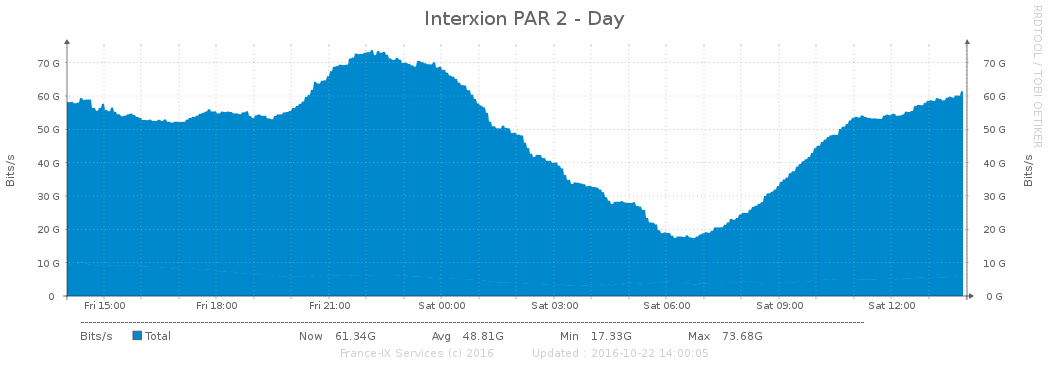 Interxion PAR 2 - Day
RRDTOOL / TOBI OETIKER
Bits/s
70 G
60 G
50 G
40 G
30 G
20 G
10 G
0
70 G
60 G
50 G
40 G
30 G
20 G
10 G
0 G
Bits/s
Fri 15:00 Fri 18:00 Fri 21:00 Sat 00:00 Sat 03:00 Sat 06:00 Sat 09:00 Sat 12:00
Bits/s Total Now 61.34G Avg 48.81G Min 17.33G Max 73.68G
France-IX Services (c) 2016 Updated : 2016-10-22 14:00:05